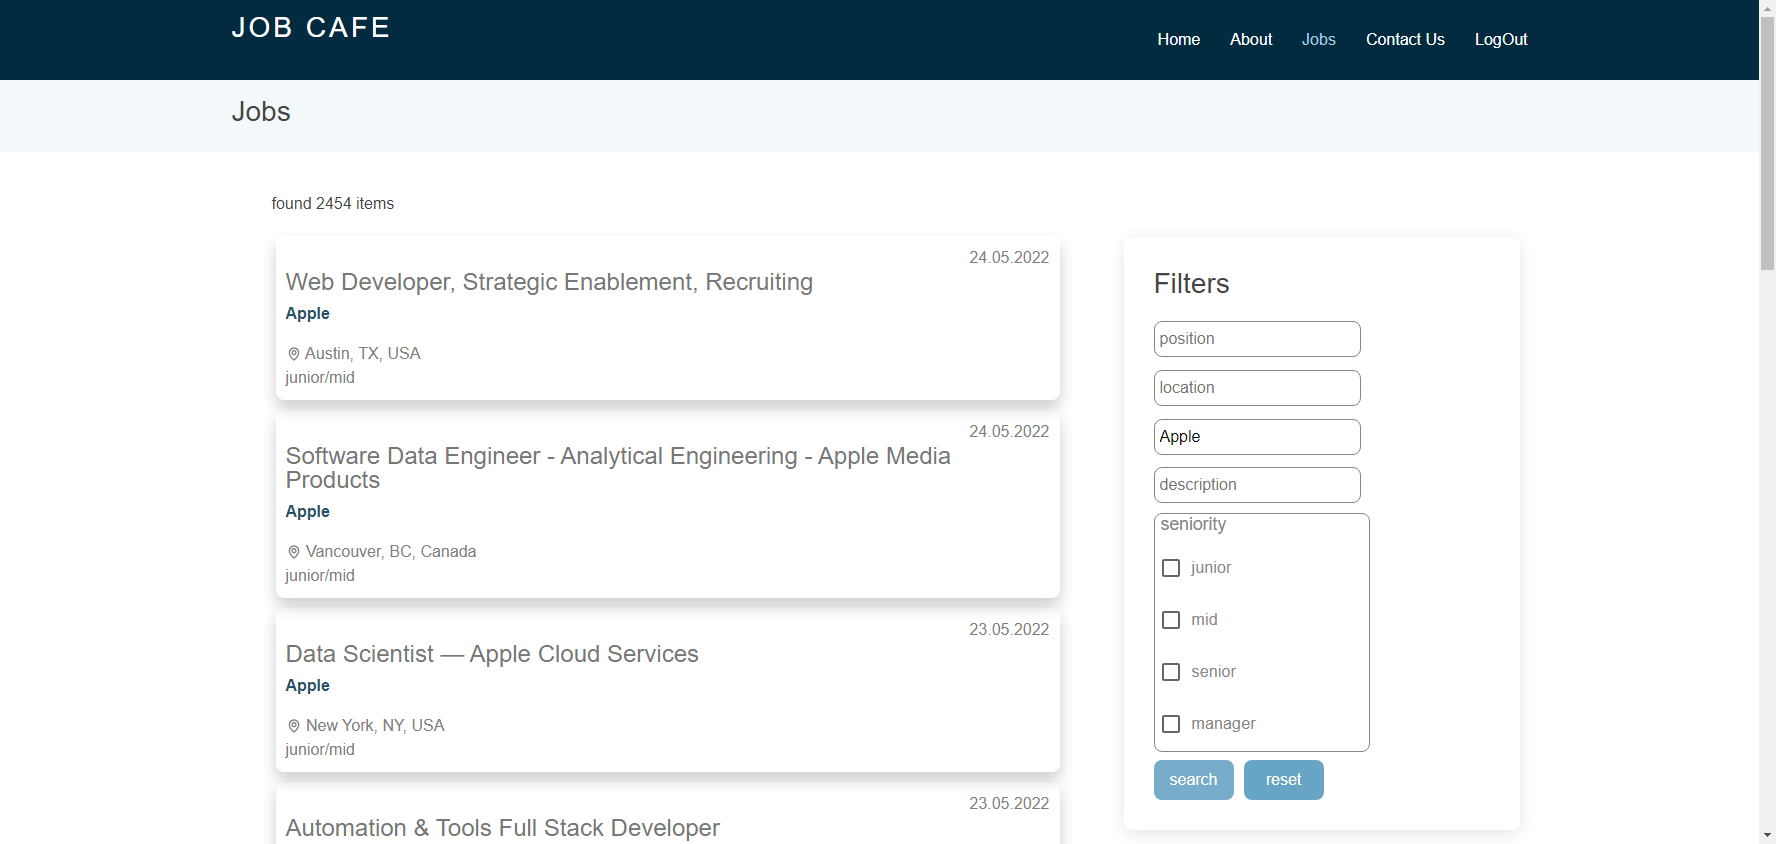 JOB CAFE
Home About Jobs Contact Us LogOut
Jobs
found 2454 items
24.05.2022
Web Developer, Strategic Enablement, Recruiting
Apple
Austin, TX, USA
junior/mid
24.05.2022
Software Data Engineer - Analytical Engineering - Apple Media
Products
Apple
Vancouver, BC, Canada
junior/mid
23.05.2022
Data Scientist — Apple Cloud Services
Apple
New York, NY, USA
junior/mid
23.05.2022
Automation & Tools Full Stack Developer
Filters
position
location
Apple
description
seniority
junior
mid
senior
manager
search reset